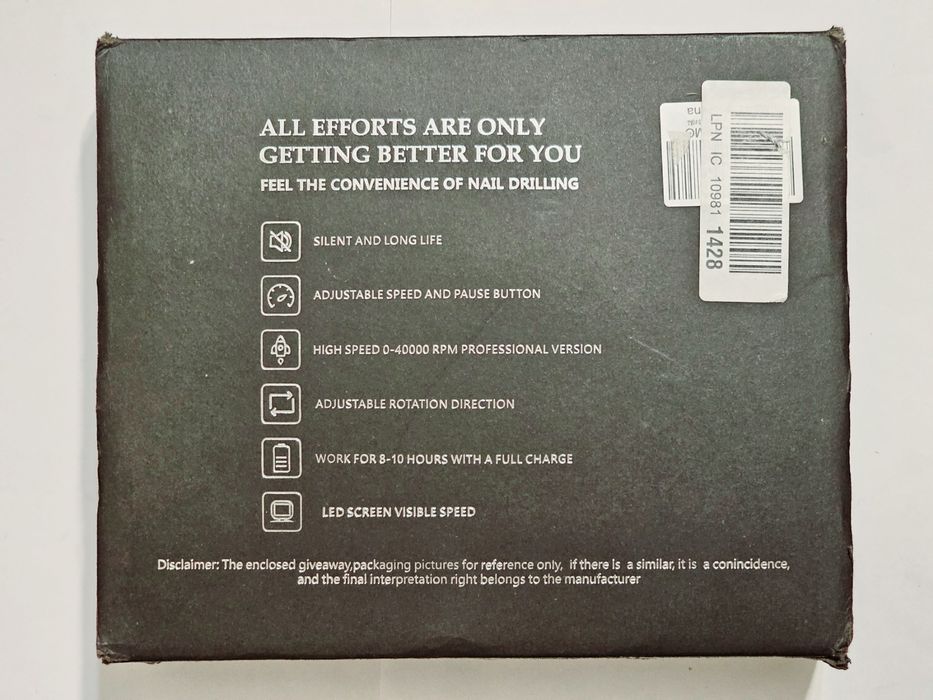 ALL EFFORTS ARE ONLY
GETTING BETTER FOR YOU
FEEL THE CONVENIENCE OF NAIL DRILLING
SILENT AND LONG LIFE
ADJUSTABLE SPEED AND PAUSE BUTTON
HIGH SPEED 0-40000 RPM PROFESSIONAL VERSION
ADJUSTABLE ROTATION DIRECTION
WORK FOR 8-10 HOURS WITH A FULL CHARGE
LED SCREEN VISIBLE SPEED
Disclaimer: The enclosed giveaway,packaging pictures for reference only, if there is a similar, it is a conincidence,
and the final interpretation right belongs to the manufacturer
LPN IC 10981 1428